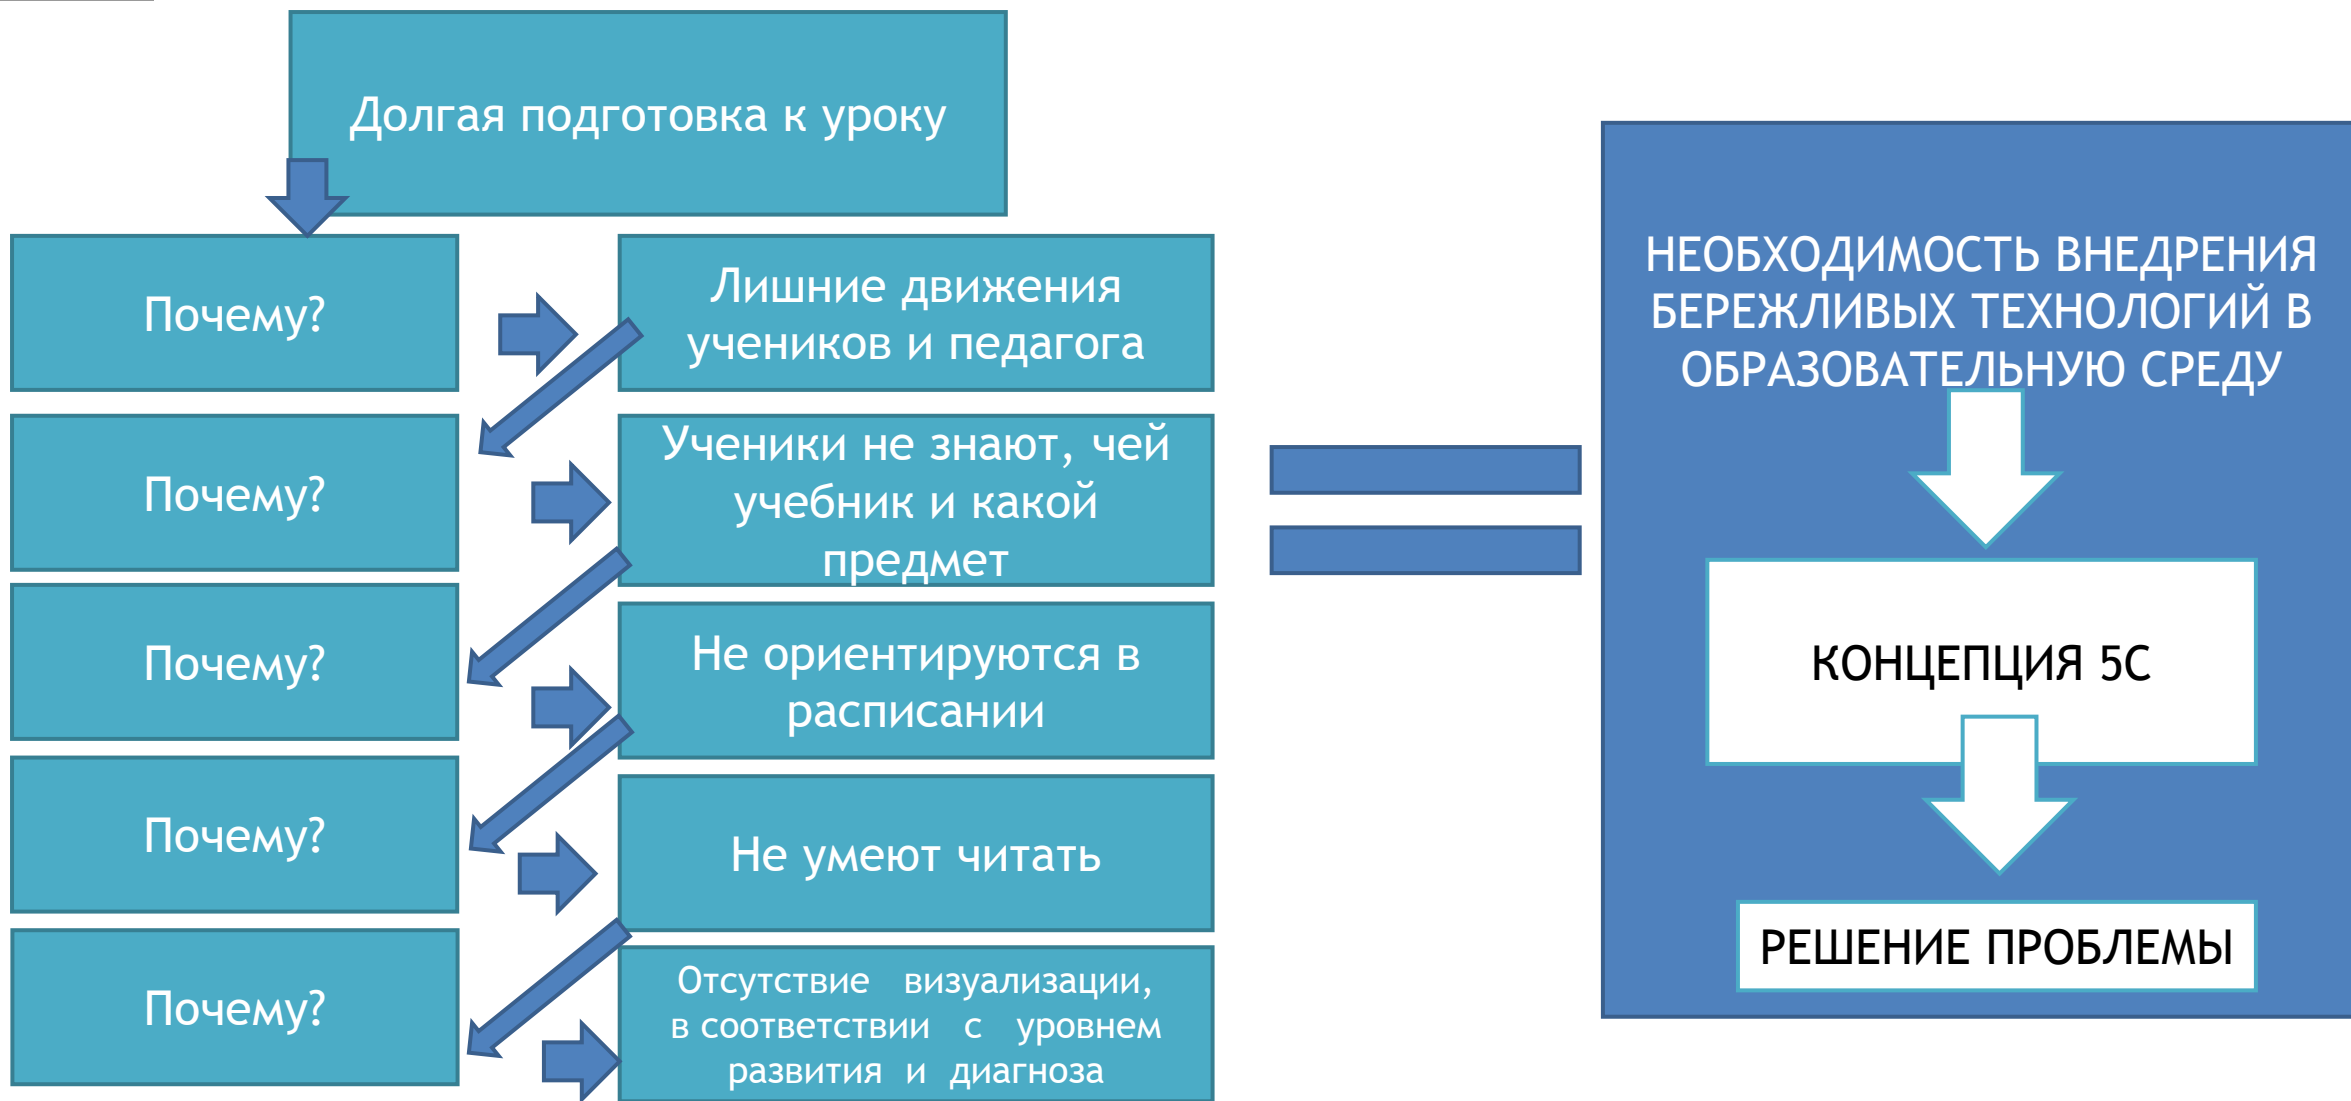 Долгая подготовка к уроку
Почему?
Лишние движения
учеников и педагога
Почему?
Ученики не знают, чей
учебник и какой
предмет
Почему?
Не ориентируются в
расписании
Почему?
Не умеют читать
Почему?
Отсутствие визуализации,
в соответствии с уровнем
развития и диагноза
НЕОБХОДИМОСТЬ ВНЕДРЕНИЯ
БЕРЕЖЛИВЫХ ТЕХНОЛОГИЙ В
ОБРАЗОВАТЕЛЬНУЮ СРЕДУ
КОНЦЕПЦИЯ 5С
РЕШЕНИЕ ПРОБЛЕМЫ